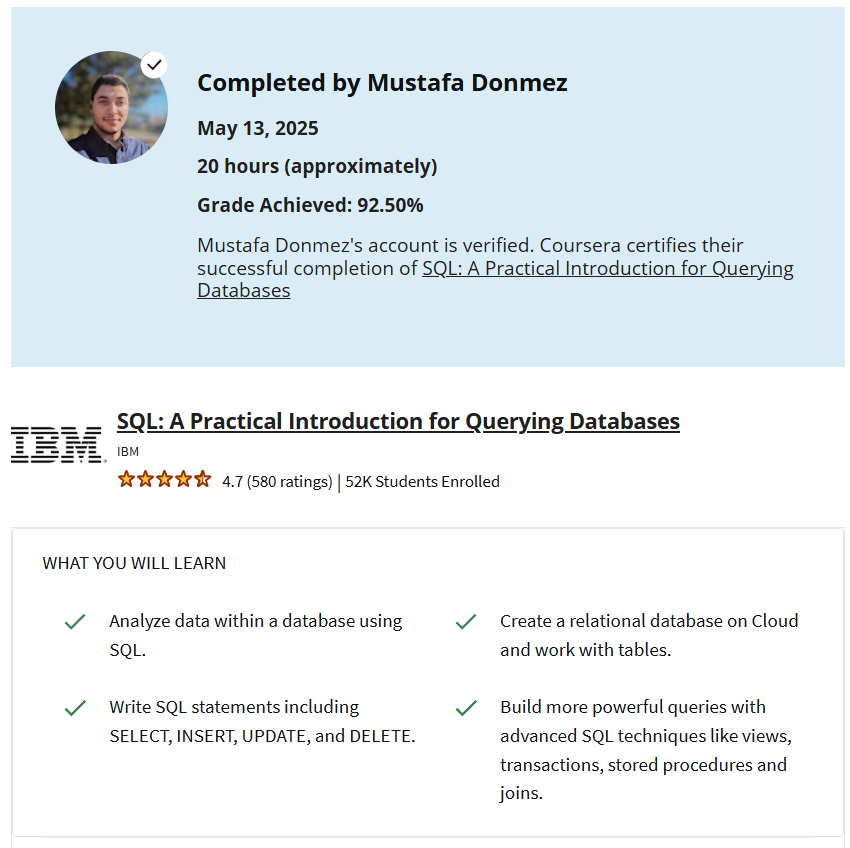 Completed by Mustafa Donmez
May 13, 2025
20 hours (approximately)
Grade Achieved: 92.50%
Mustafa Donmez's account is verified. Coursera certifies their
successful completion of SQL: A Practical Introduction for Querying
Databases
IBM
SQL: A Practical Introduction for Querying Databases
IBM
4.7 (580 ratings) | 52K Students Enrolled
WHAT YOU WILL LEARN
Analyze data within a database using
SQL.
Create a relational database on Cloud
and work with tables.
Write SQL statements including
SELECT, INSERT, UPDATE, and DELETE.
Build more powerful queries with
advanced SQL techniques like views,
transactions, stored procedures and
joins.